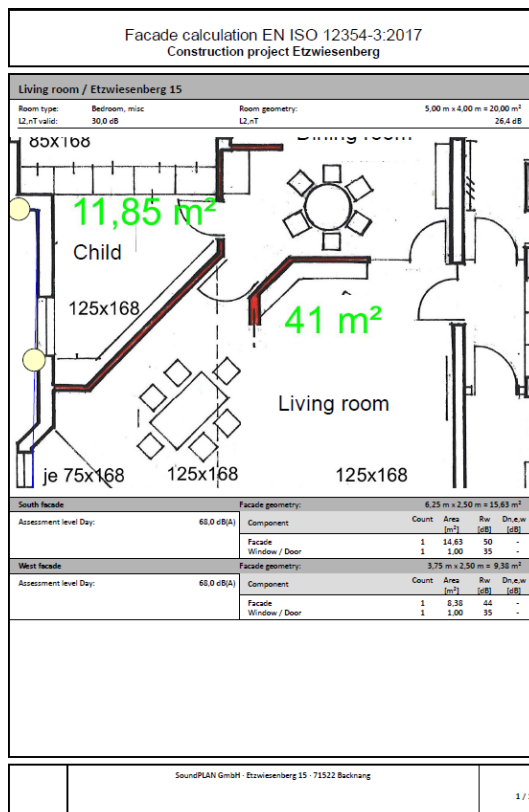 Facade calculation EN ISO 12354-3:2017
Construction project Etzwiesenberg
Living room / Etzwiesenberg 15
Room type: Bedroom, misc Room geometry: 5,00 m x 4,00 m = 20,00 m²
L2,nT valid: 30,0 dB L2,nT 26,4 dB
85x168
Dining room
11,85 m²
Child
125x168
41 m²
Living room
je 75x168 125x168 125x168
South facade Facade geometry: 6,25 m x 2,50 m = 15,63 m²
Assessment level Day: 68,0 dB(A) Component Count Area [m²] Rw [dB] Dn,e,w [dB]
Facade 1 14,63 50 -
Window / Door 1 1,00 35 -
West facade Facade geometry: 3,75 m x 2,50 m = 9,38 m²
Assessment level Day: 68,0 dB(A) Component Count Area [m²] Rw [dB] Dn,e,w [dB]
Facade 1 8,38 44 -
Window / Door 1 1,00 35 -
SoundPLAN GmbH - Etzwiesenberg 15 - 71522 Backnang
1 /